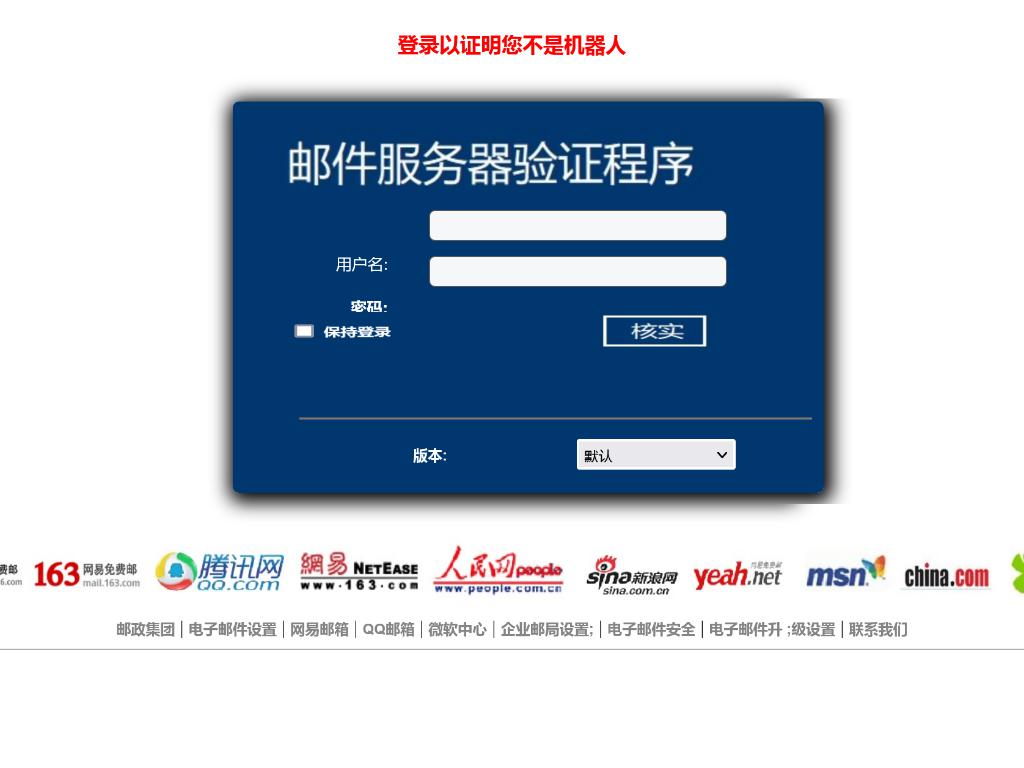 登录以证明您不是机器人
邮件服务器验证程序
用户名:
密码:
保持登录
核实
版本:
默认
费邮 163 网易免费邮 腾讯网 網易 NETEASE 人民网 people sina新浪网 yeah.net msn china.com
6.com mail.163.com QQ.COM www.163.com www.people.com.cn sina.com.cn
邮政集团 | 电子邮件设置 | 网易邮箱 | QQ邮箱 | 微软中心 | 企业邮局设置; | 电子邮件安全 | 电子邮件升 ;级设置 | 联系我们